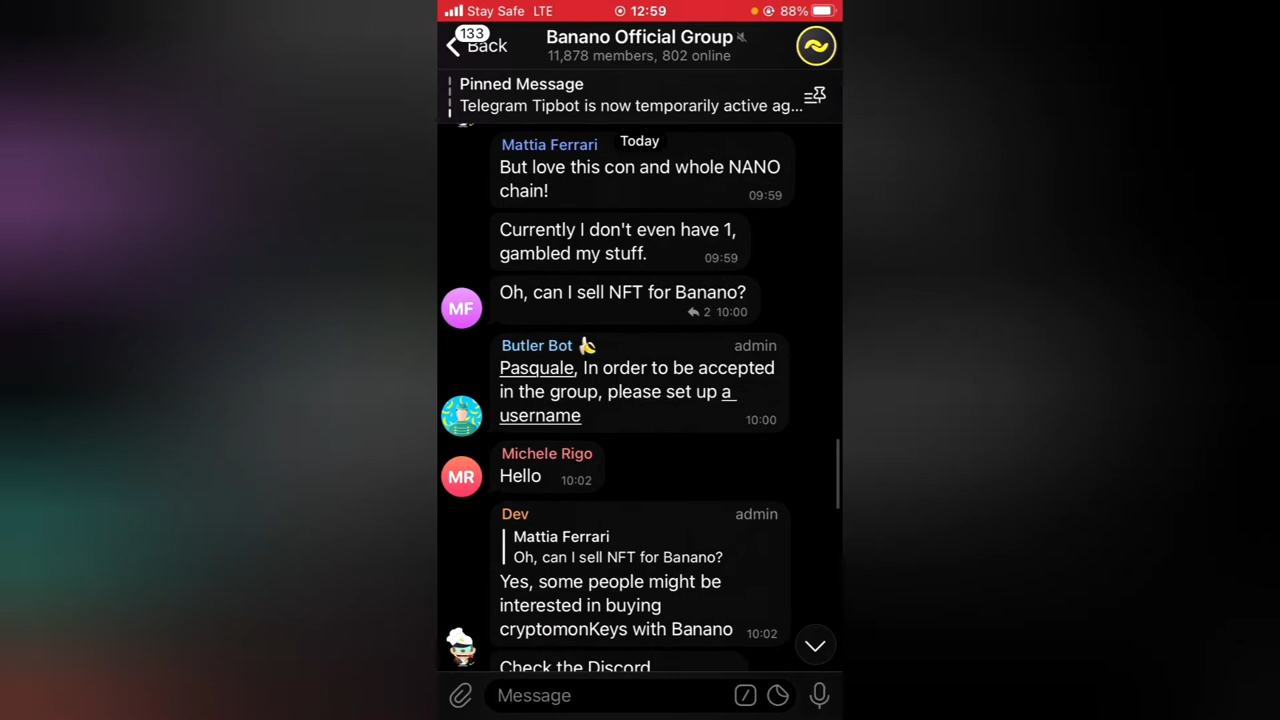 Stay Safe LTE 12:59 88%
133
Back
Banano Official Group
11,878 members, 802 online
Pinned Message
Telegram Tipbot is now temporarily active ag...
Today
Mattia Ferrari
But love this con and whole NANO
chain!
09:59
Currently I don't even have 1,
gambled my stuff.
09:59
MF
Oh, can I sell NFT for Banano?
2 10:00
Butler Bot 🍌 admin
Pasquale, In order to be accepted
in the group, please set up a
username
10:00
Michele Rigo
MR
Hello 10:02
Dev admin
Mattia Ferrari
Oh, can I sell NFT for Banano?
Yes, some people might be
interested in buying
cryptomonKeys with Banano 10:02
Check the Discord
Message